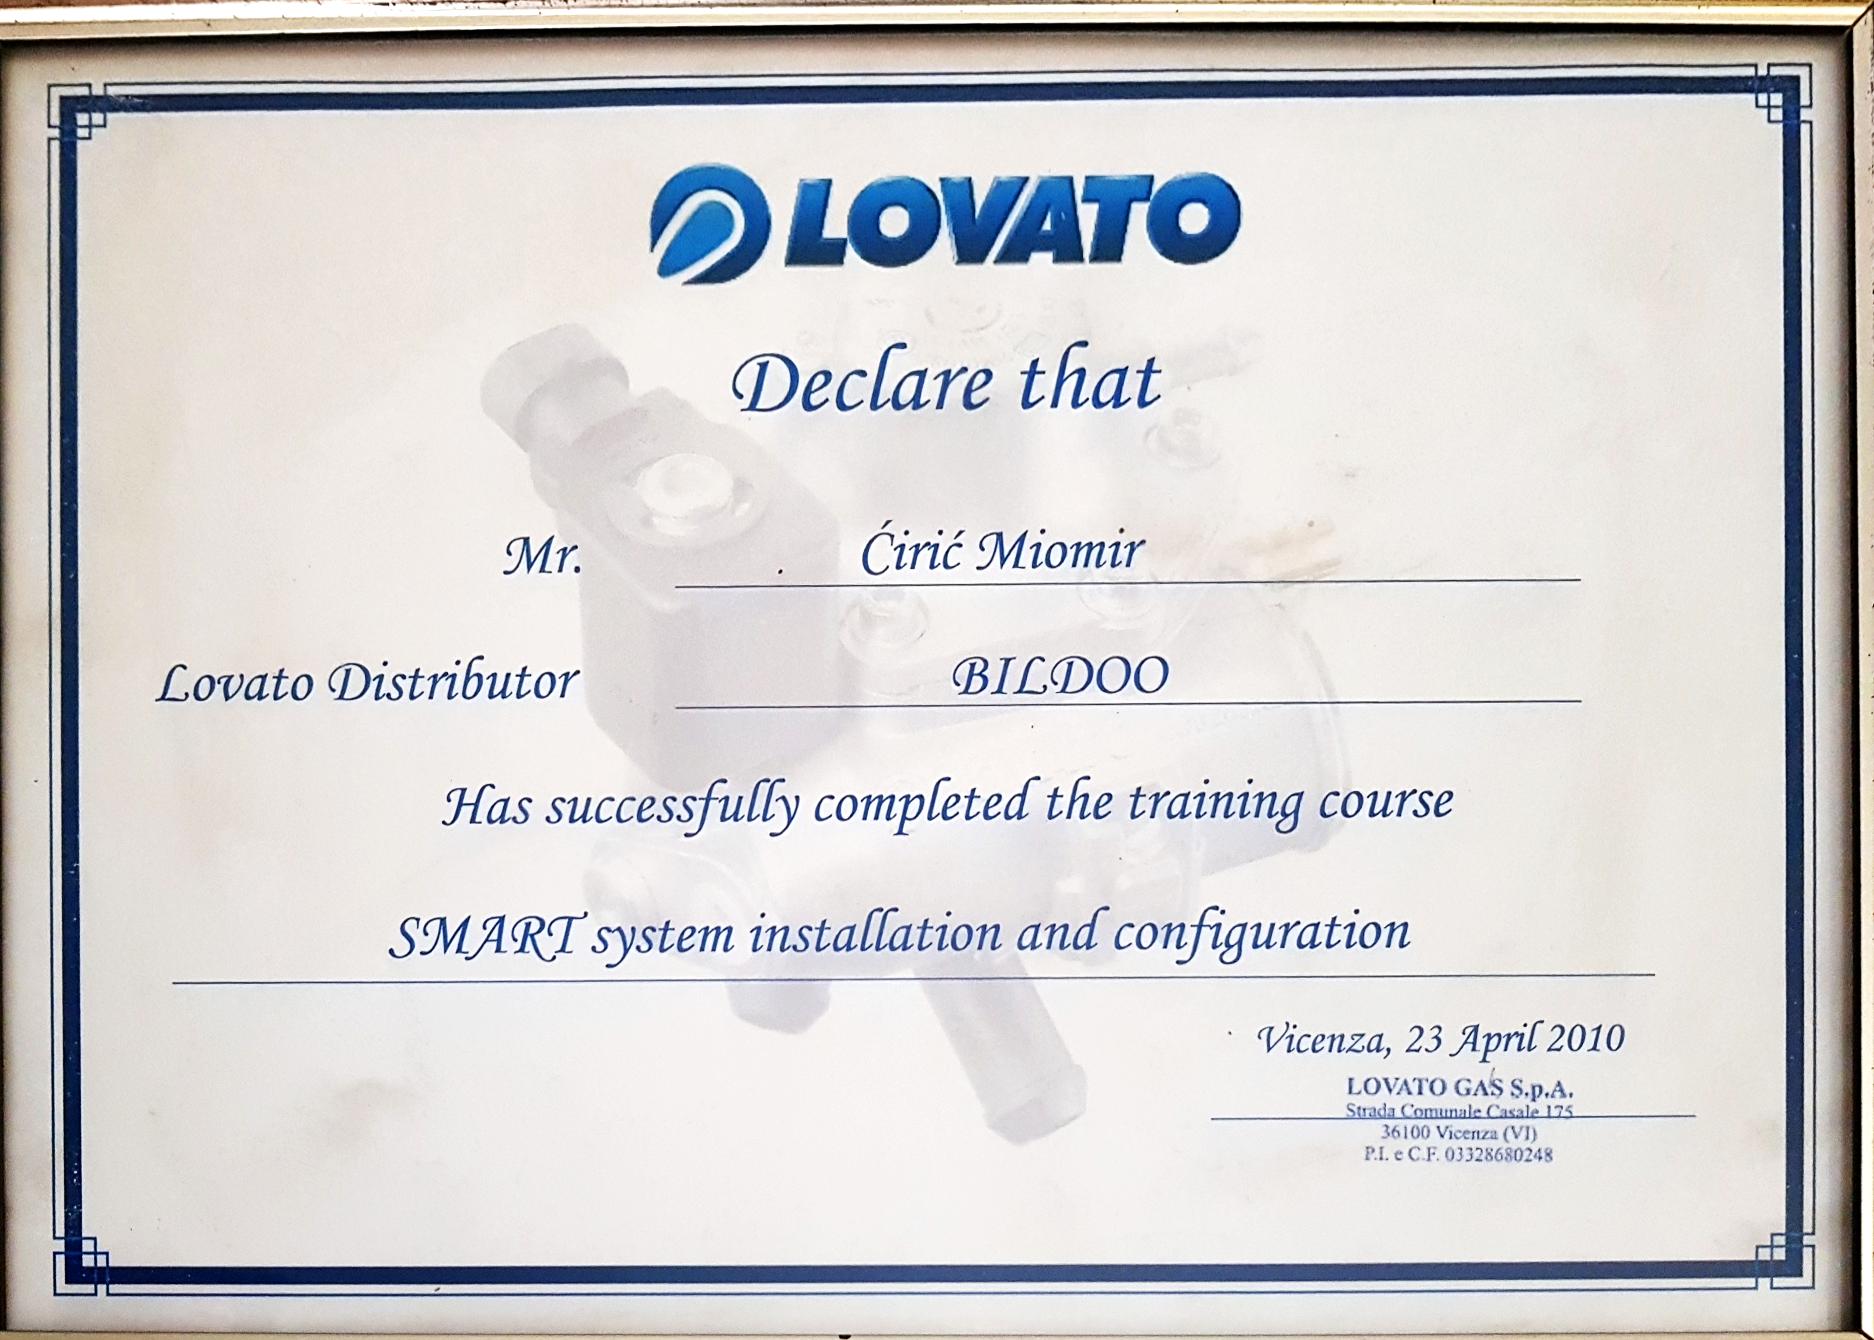 LOVATO
Declare that
Mr. Ćirić Miomir
Lovato Distributor BILDOO
Has successfully completed the training course
SMART system installation and configuration
Vicenza, 23 April 2010
LOVATO GAS S.p.A.
Strada Comunale Casale 175
36100 Vicenza (VI)
P.I. e C.F. 03328680248